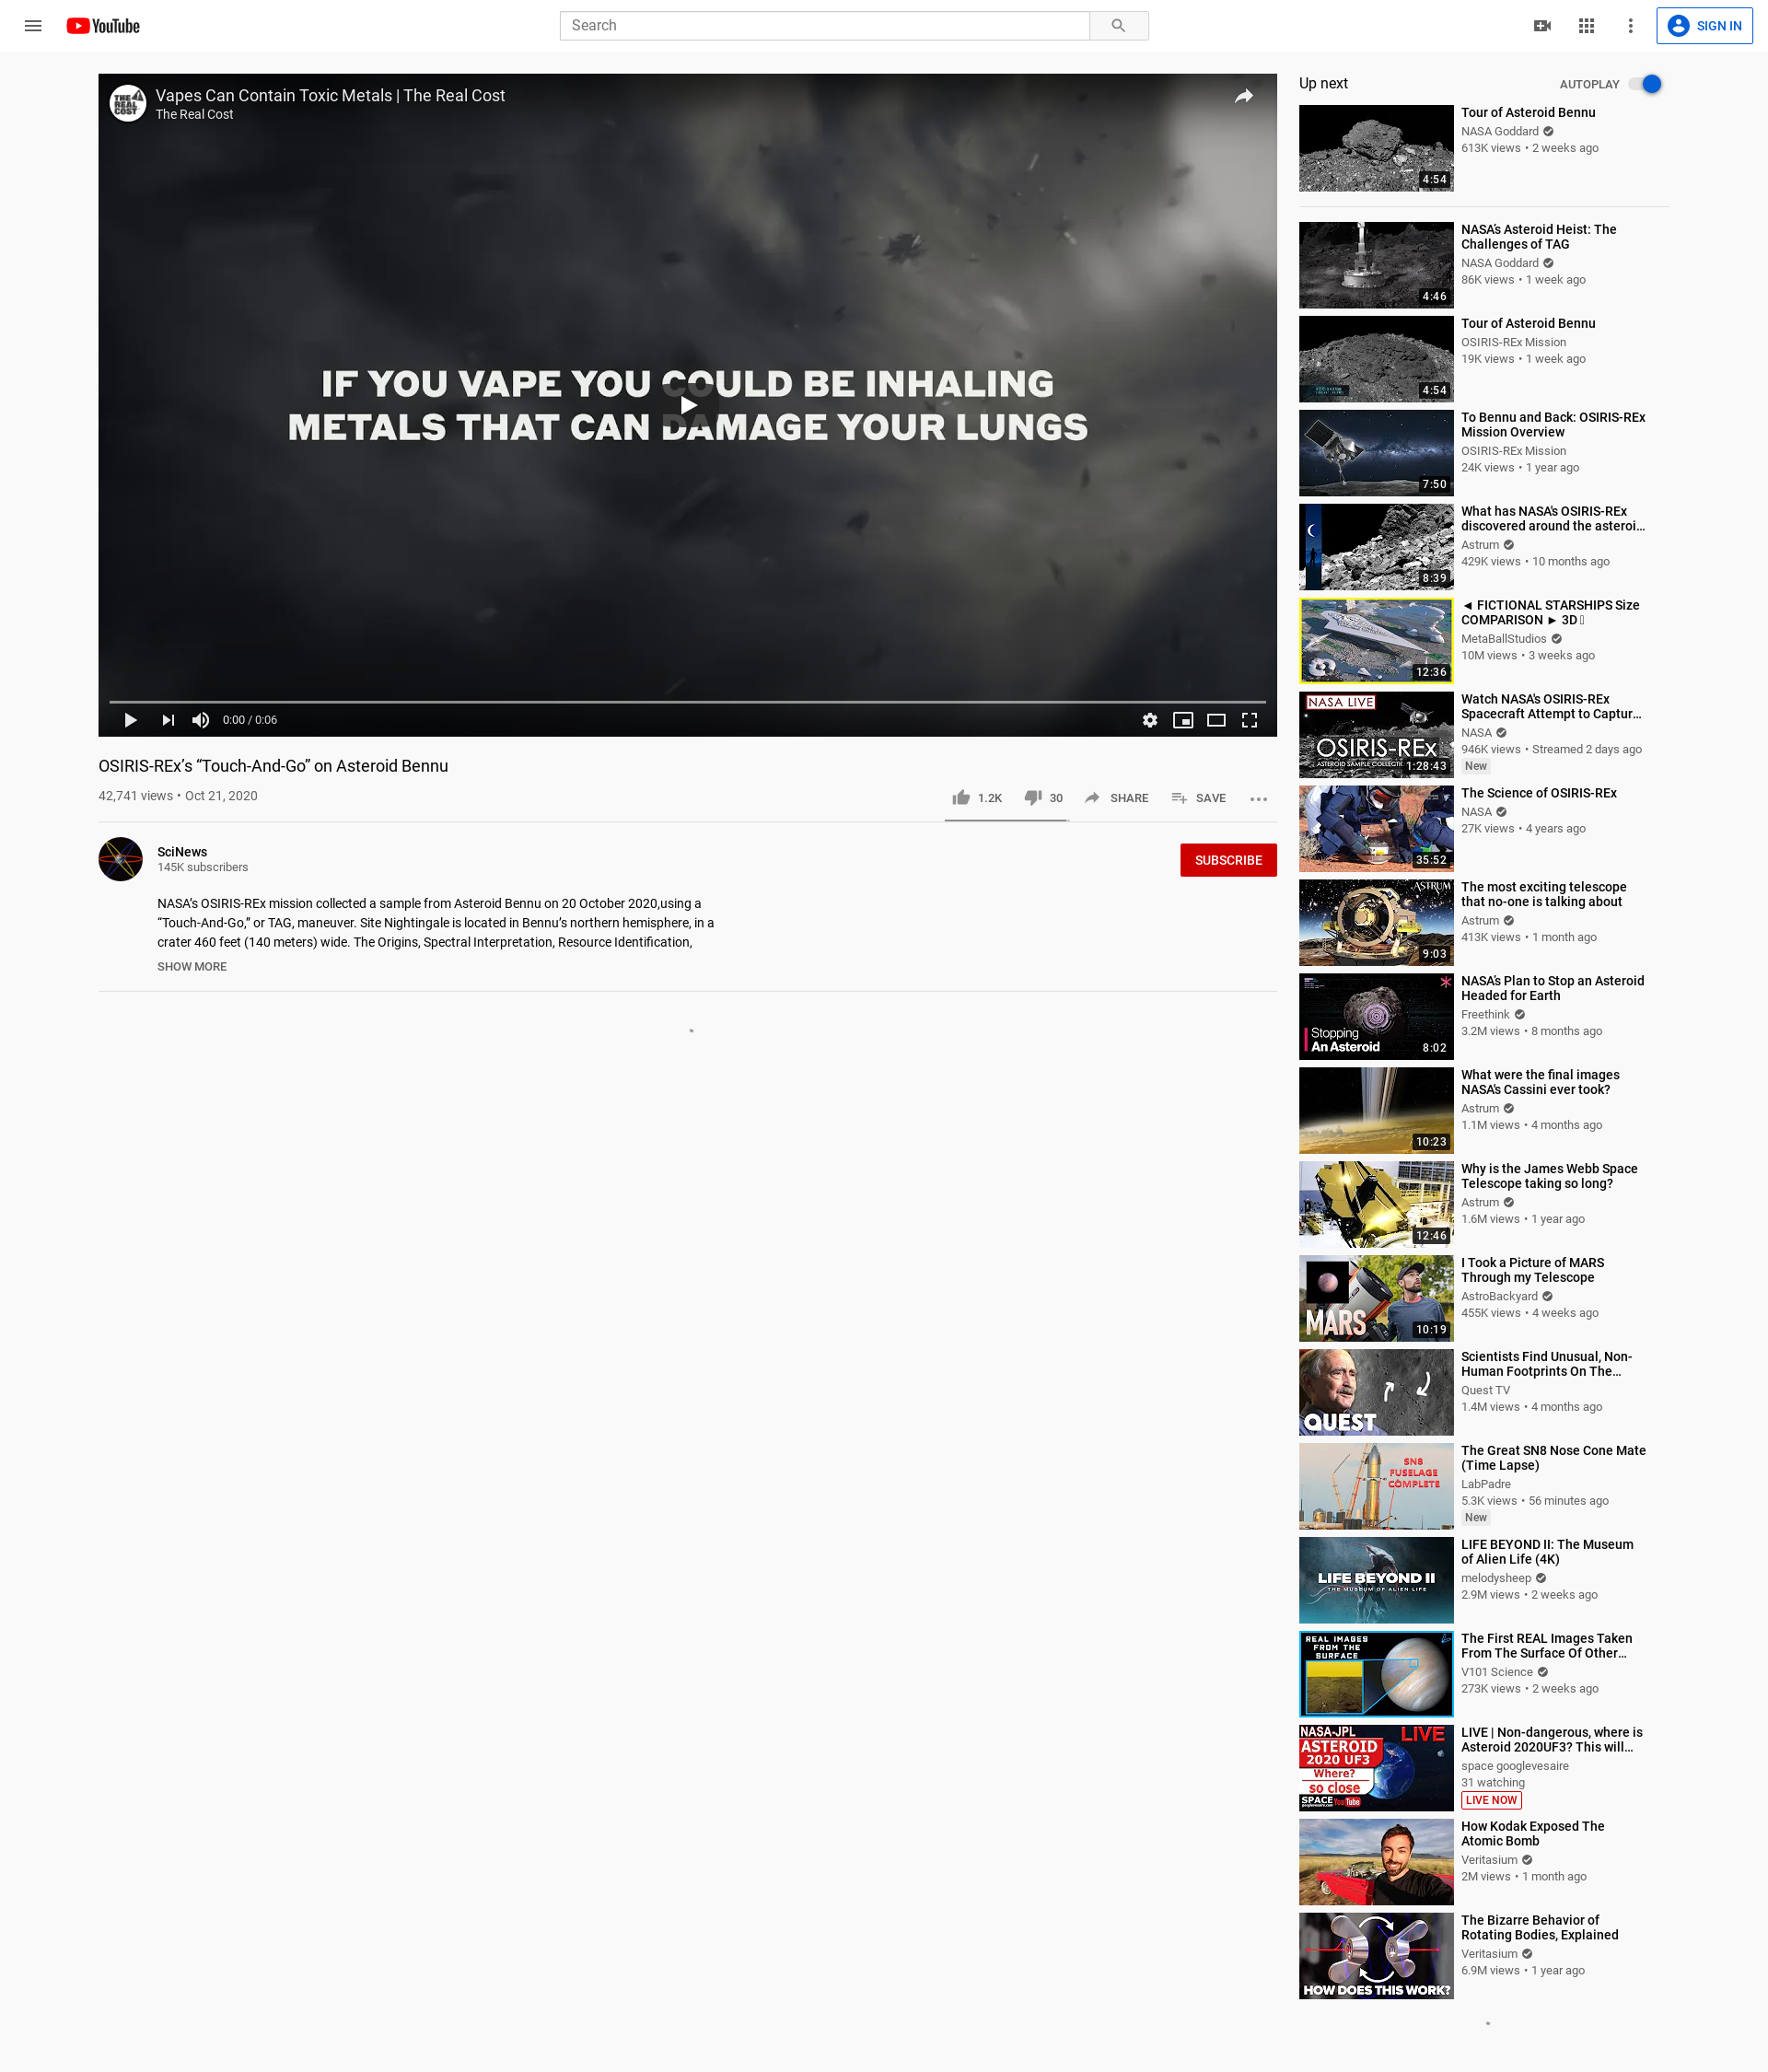 YouTube
Search
SIGN IN
THE REAL COST
Vapes Can Contain Toxic Metals | The Real Cost
The Real Cost
IF YOU VAPE YOU COULD BE INHALING
METALS THAT CAN DAMAGE YOUR LUNGS
0:00 / 0:06
OSIRIS-REx’s “Touch-And-Go” on Asteroid Bennu
42,741 views • Oct 21, 2020
1.2K
30
SHARE
SAVE
SciNews
145K subscribers
SUBSCRIBE
NASA’s OSIRIS-REx mission collected a sample from Asteroid Bennu on 20 October 2020,using a
“Touch-And-Go,” or TAG, maneuver. Site Nightingale is located in Bennu’s northern hemisphere, in a
crater 460 feet (140 meters) wide. The Origins, Spectral Interpretation, Resource Identification,
SHOW MORE
Up next
AUTOPLAY
4:54
Tour of Asteroid Bennu
NASA Goddard
613K views • 2 weeks ago
4:46
NASA’s Asteroid Heist: The
Challenges of TAG
NASA Goddard
86K views • 1 week ago
4:54
Tour of Asteroid Bennu
OSIRIS-REx Mission
19K views • 1 week ago
7:50
To Bennu and Back: OSIRIS-REx
Mission Overview
OSIRIS-REx Mission
24K views • 1 year ago
8:39
What has NASA's OSIRIS-REx
discovered around the asteroi…
Astrum
429K views • 10 months ago
12:36
◄ FICTIONAL STARSHIPS Size
COMPARISON ► 3D
MetaBallStudios
10M views • 3 weeks ago
NASA LIVE
OSIRIS-REx
ASTEROID SAMPLE COLLECTION
1:28:43
Watch NASA's OSIRIS-REx
Spacecraft Attempt to Captur…
NASA
946K views • Streamed 2 days ago
New
35:52
The Science of OSIRIS-REx
NASA
27K views • 4 years ago
ASTRUM
9:03
The most exciting telescope
that no-one is talking about
Astrum
413K views • 1 month ago
Stopping
An Asteroid
8:02
NASA’s Plan to Stop an Asteroid
Headed for Earth
Freethink
3.2M views • 8 months ago
10:23
What were the final images
NASA's Cassini ever took?
Astrum
1.1M views • 4 months ago
12:46
Why is the James Webb Space
Telescope taking so long?
Astrum
1.6M views • 1 year ago
MARS
10:19
I Took a Picture of MARS
Through my Telescope
AstroBackyard
455K views • 4 weeks ago
QUEST
Scientists Find Unusual, Non-
Human Footprints On The…
Quest TV
1.4M views • 4 months ago
SN8
FUSELAGE
COMPLETE
The Great SN8 Nose Cone Mate
(Time Lapse)
LabPadre
5.3K views • 56 minutes ago
New
LIFE BEYOND II
THE MUSEUM OF ALIEN LIFE
LIFE BEYOND II: The Museum
of Alien Life (4K)
melodysheep
2.9M views • 2 weeks ago
REAL IMAGES
FROM THE
SURFACE
The First REAL Images Taken
From The Surface Of Other…
V101 Science
273K views • 2 weeks ago
NASA-JPL LIVE
ASTEROID
2020 UF3
Where?
so close
SPACE YouTube
LIVE | Non-dangerous, where is
Asteroid 2020UF3? This will…
space googlevesaire
31 watching
LIVE NOW
How Kodak Exposed The
Atomic Bomb
Veritasium
2M views • 1 month ago
HOW DOES THIS WORK?
The Bizarre Behavior of
Rotating Bodies, Explained
Veritasium
6.9M views • 1 year ago